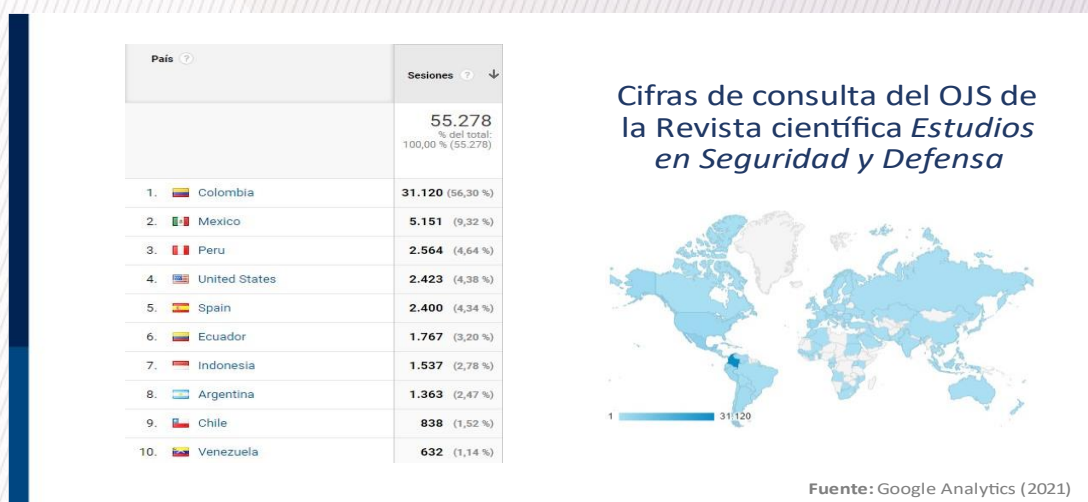 País ?
Sesiones ?
55.278
% del total:
100,00 % (55.278)
1. Colombia 31.120 (56,30 %)
2. Mexico 5.151 (9,32 %)
3. Peru 2.564 (4,64 %)
4. United States 2.423 (4,38 %)
5. Spain 2.400 (4,34 %)
6. Ecuador 1.767 (3,20 %)
7. Indonesia 1.537 (2,78 %)
8. Argentina 1.363 (2,47 %)
9. Chile 838 (1,52 %)
10. Venezuela 632 (1,14 %)
Cifras de consulta del OJS de
la Revista científica Estudios
en Seguridad y Defensa
1 31.120
Fuente: Google Analytics (2021)